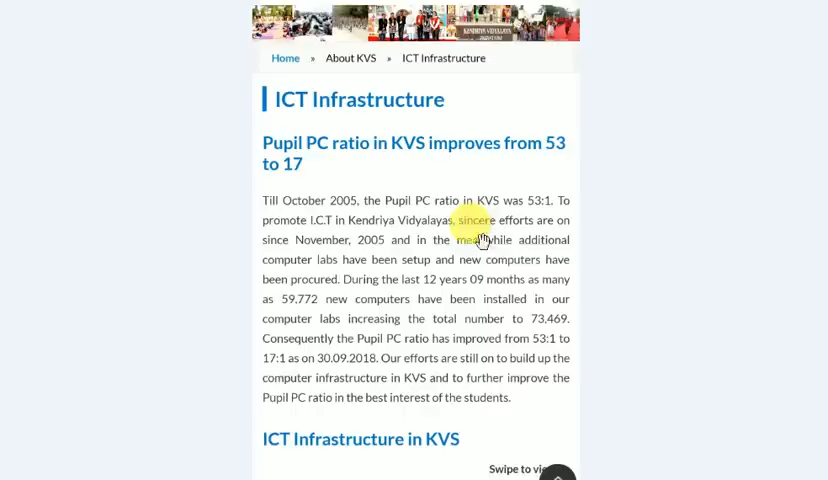 KENDRIYA VIDYALAYA
Home » About KVS » ICT Infrastructure
ICT Infrastructure
Pupil PC ratio in KVS improves from 53
to 17
Till October 2005, the Pupil PC ratio in KVS was 53:1. To
promote I.C.T in Kendriya Vidyalayas, sincere efforts are on
since November, 2005 and in the meanwhile additional
computer labs have been setup and new computers have
been procured. During the last 12 years 09 months as many
as 59,772 new computers have been installed in our
computer labs increasing the total number to 73,469.
Consequently the Pupil PC ratio has improved from 53:1 to
17:1 as on 30.09.2018. Our efforts are still on to build up the
computer infrastructure in KVS and to further improve the
Pupil PC ratio in the best interest of the students.
ICT Infrastructure in KVS
Swipe to